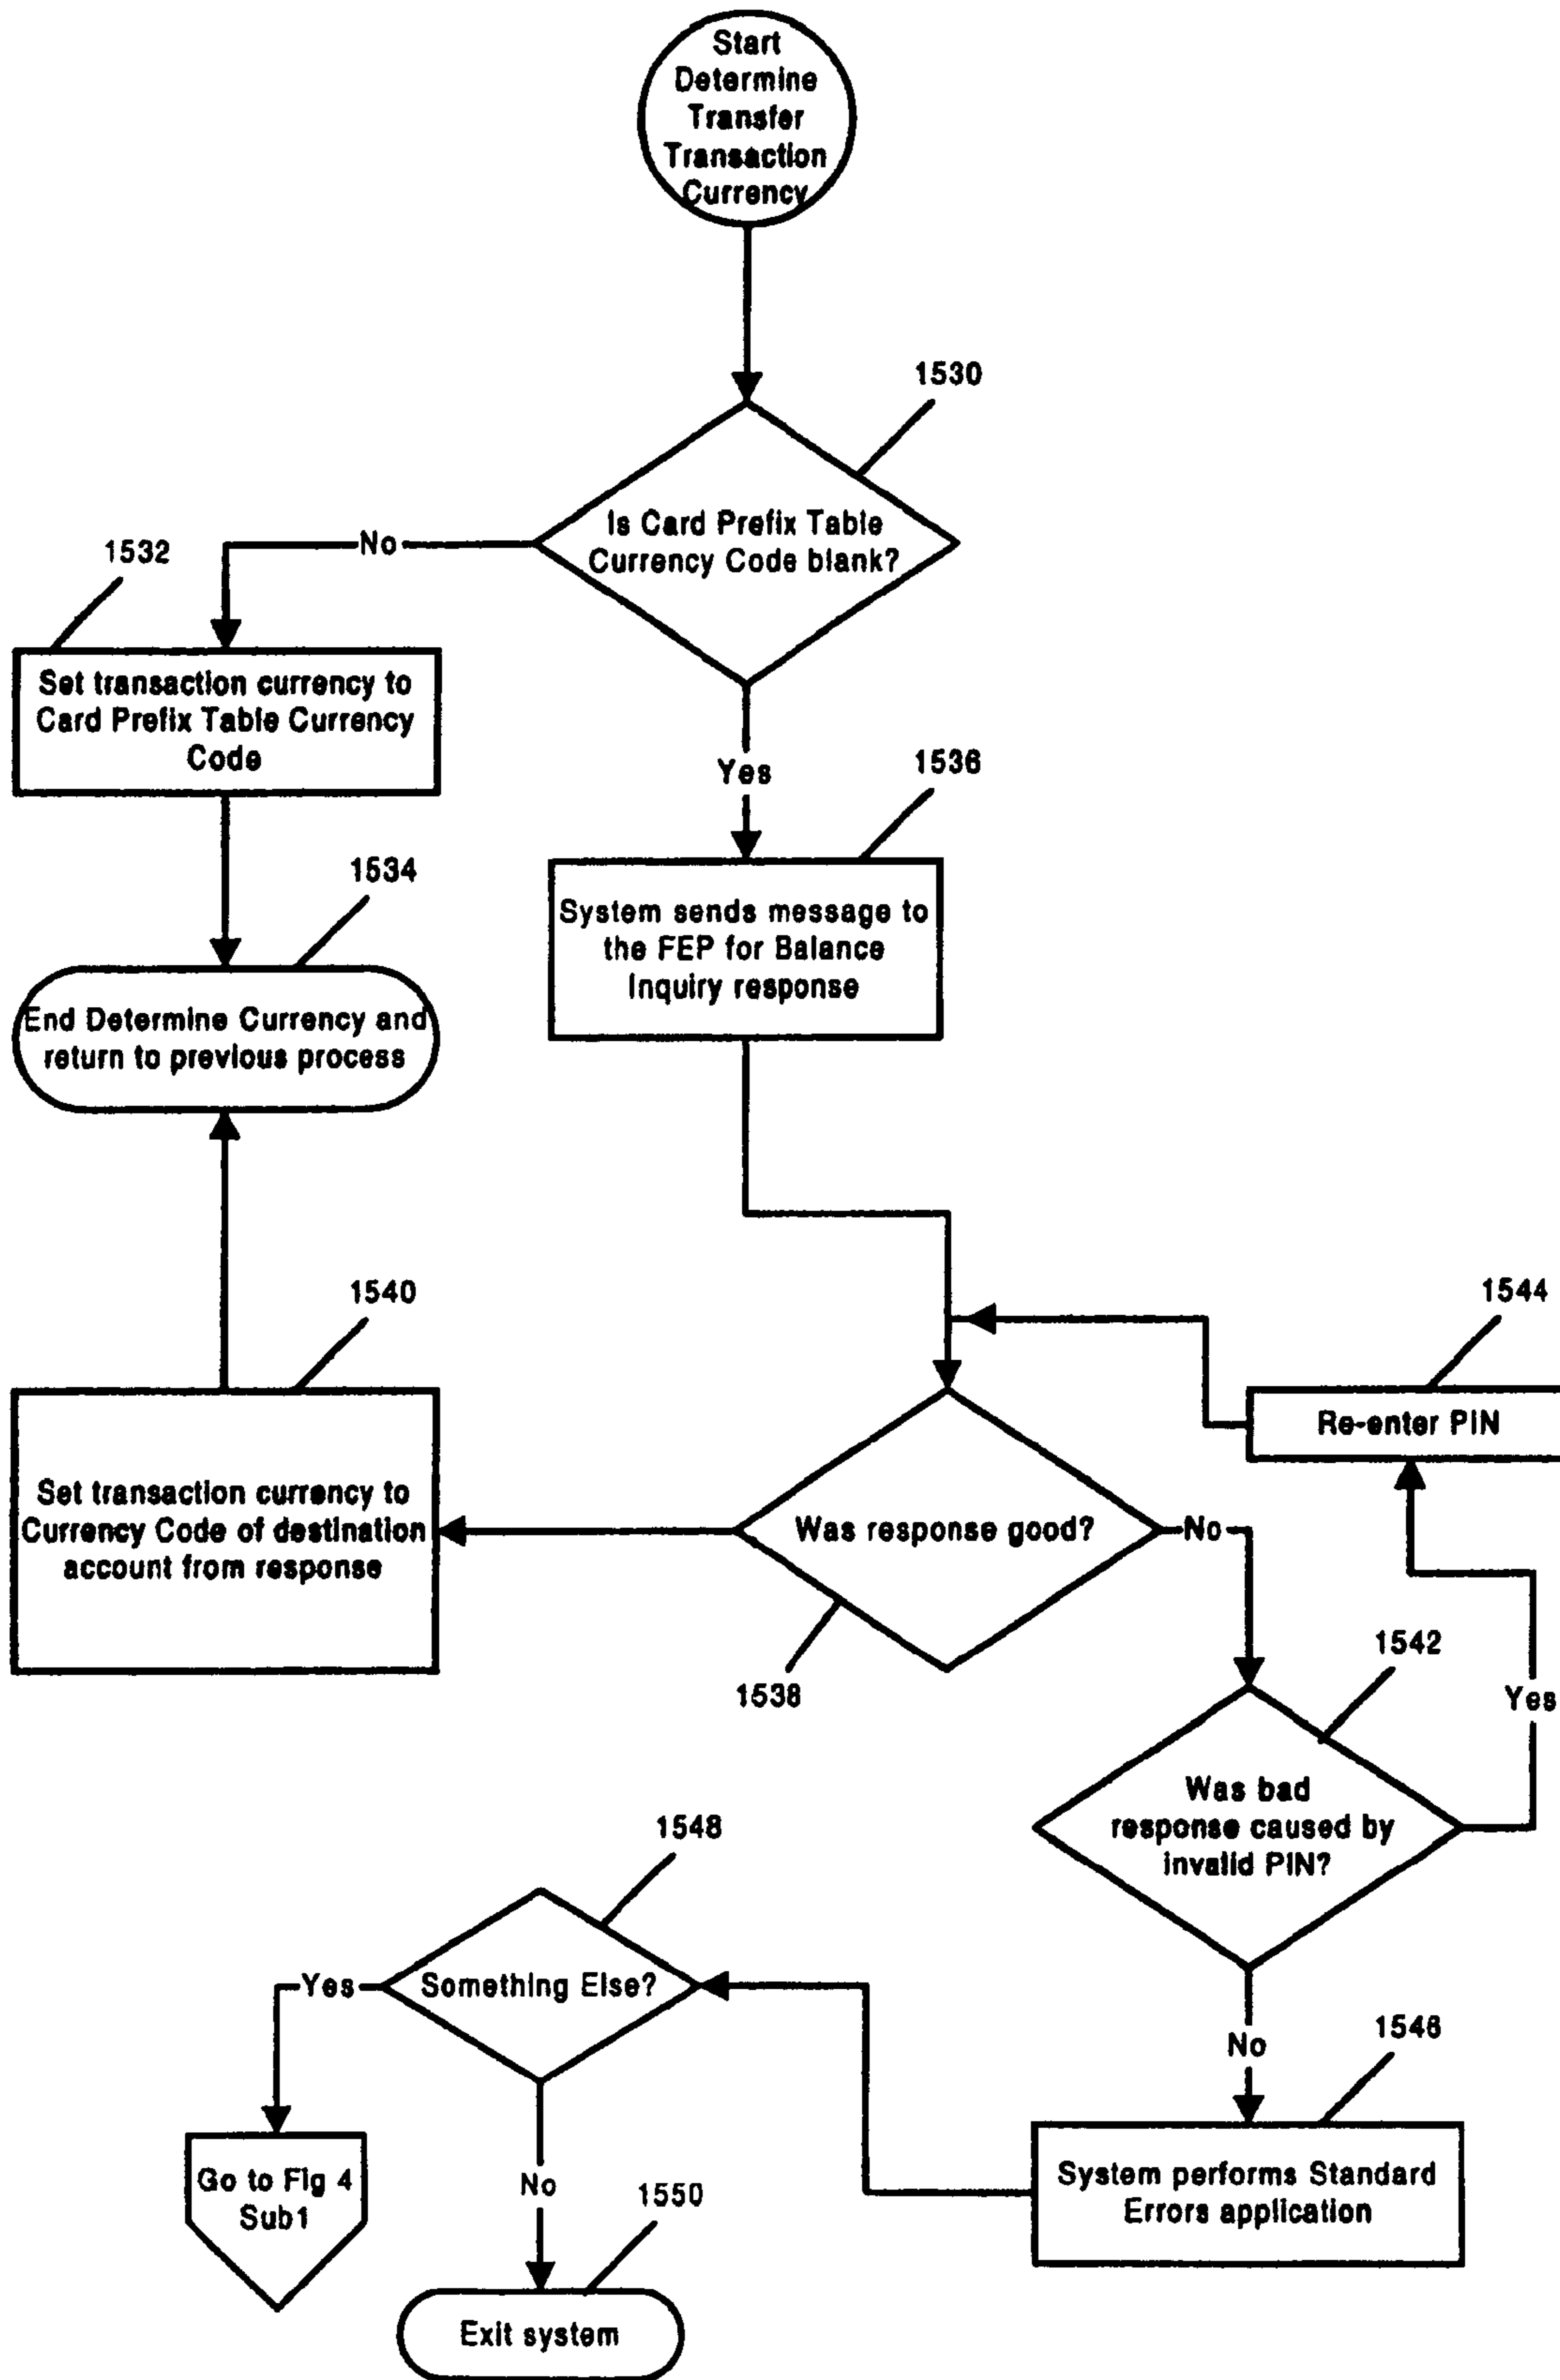 Start
Determine
Transfer
Transaction
Currency
1530
Is Card Prefix Table
Currency Code blank?
No
1532
Set transaction currency to
Card Prefix Table Currency
Code
Yes
1536
1534
System sends message to
the FEP for Balance
Inquiry response
End Determine Currency and
return to previous process
1540
1544
Re-enter PIN
Set transaction currency to
Currency Code of destination
account from response
Was response good?
No
1538
1542
Yes
Was bad
response caused by
invalid PIN?
1548
Yes
Something Else?
No
1546
Go to Fig 4
Sub1
No
1550
System performs Standard
Errors application
Exit system